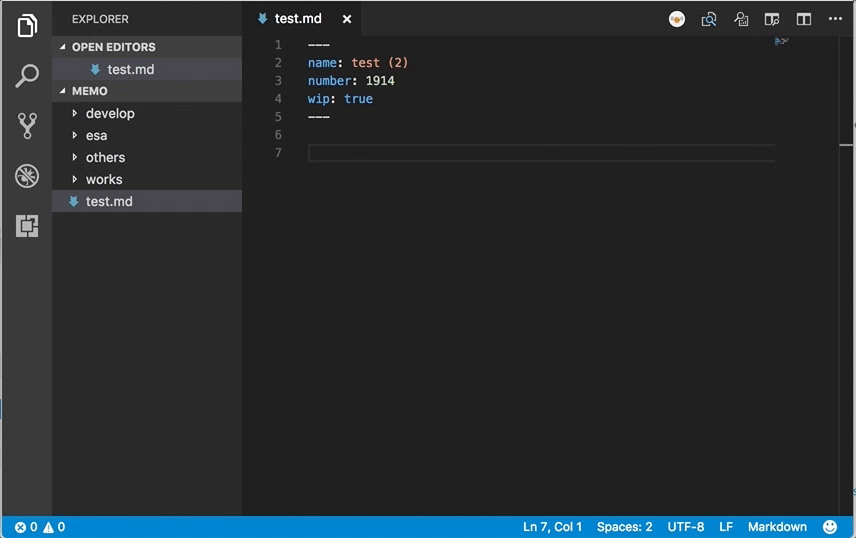 EXPLORER
OPEN EDITORS
test.md
MEMO
develop
esa
others
works
test.md
test.md
1 ---
2 name: test (2)
3 number: 1914
4 wip: true
5 ---
6
7
0 0
Ln 7, Col 1 Spaces: 2 UTF-8 LF Markdown